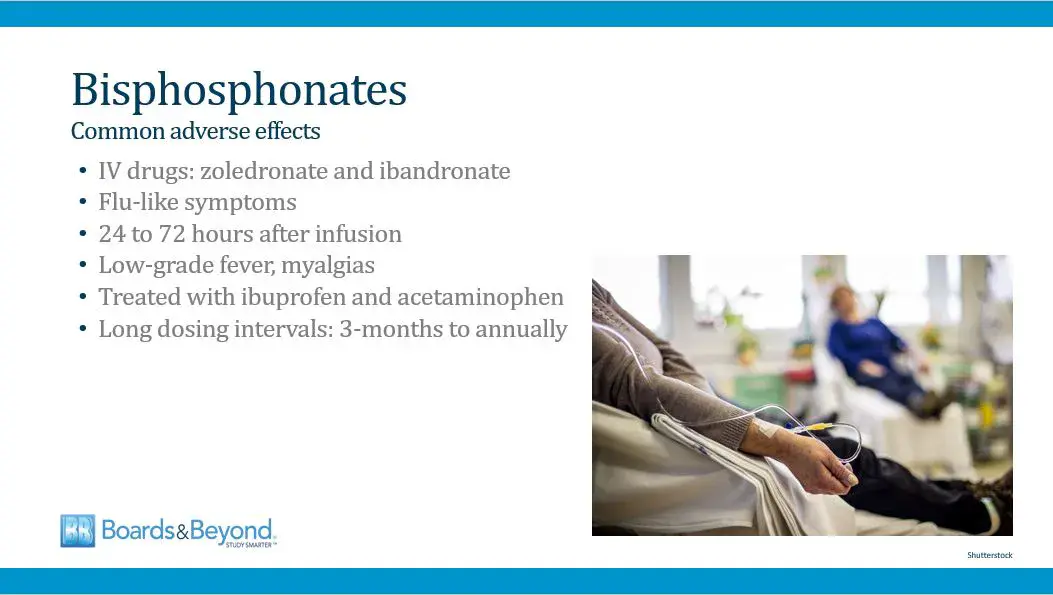 Bisphosphonates
Common adverse effects
• IV drugs: zoledronate and ibandronate
• Flu-like symptoms
• 24 to 72 hours after infusion
• Low-grade fever, myalgias
• Treated with ibuprofen and acetaminophen
• Long dosing intervals: 3-months to annually
BB Boards&Beyond.
STUDY SMARTER™
Shutterstock